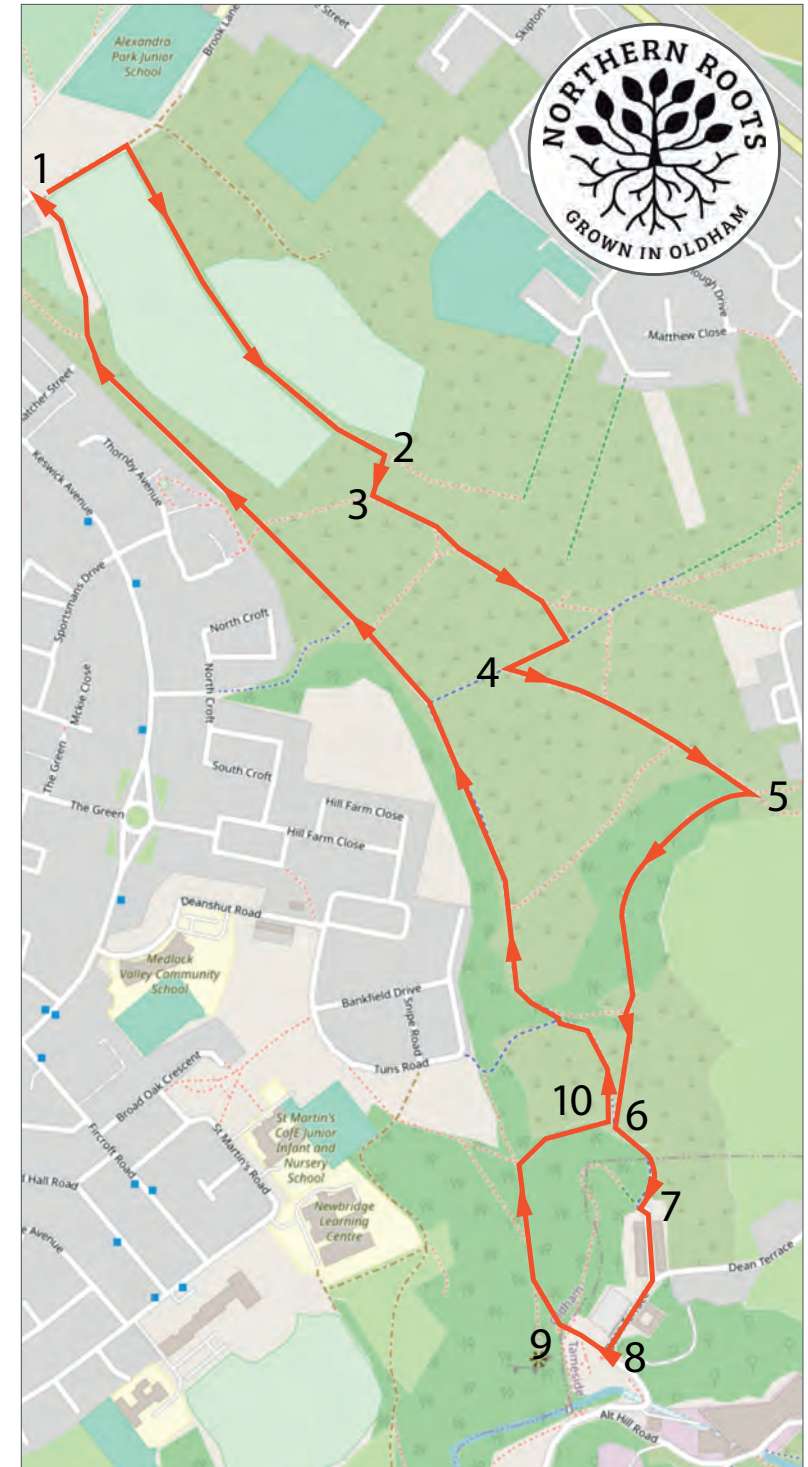 Alexandra
Park Junior
School
Brook Lane
Street
NORTHERN ROOTS
GROWN IN OLDHAM
1
Matthew Close
Drive
Thornby Avenue
Keswick Avenue
2
3
Sportsmans Drive
North Croft
North Croft
4
Mckie Close
The Green
South Croft
5
The Green
Hill Farm Close
Hill Farm Close
Deanshut Road
Medlock
Valley Community
School
Bankfield Drive
Snipe Road
Tuns Road
Broad Oak Crescent
10
6
St Martin's
CofE Junior
Infant and
Nursery
School
Fircroft Road
St Martin's Road
Hall Road
7
Newbridge
Learning
Centre
Avenue
Dean Terrace
Oldham
Tameside
9
8
Alt Hill Road